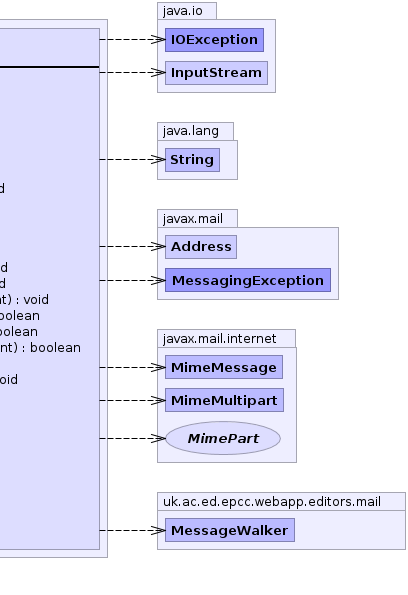 java.io
IOException
InputStream
java.lang
String
d
javax.mail
Address
d
MessagingException
d
nt) : void
oolean
oolean
nt) : boolean
javax.mail.internet
MimeMessage
oid
MimeMultipart
MimePart
uk.ac.ed.epcc.webapp.editors.mail
MessageWalker